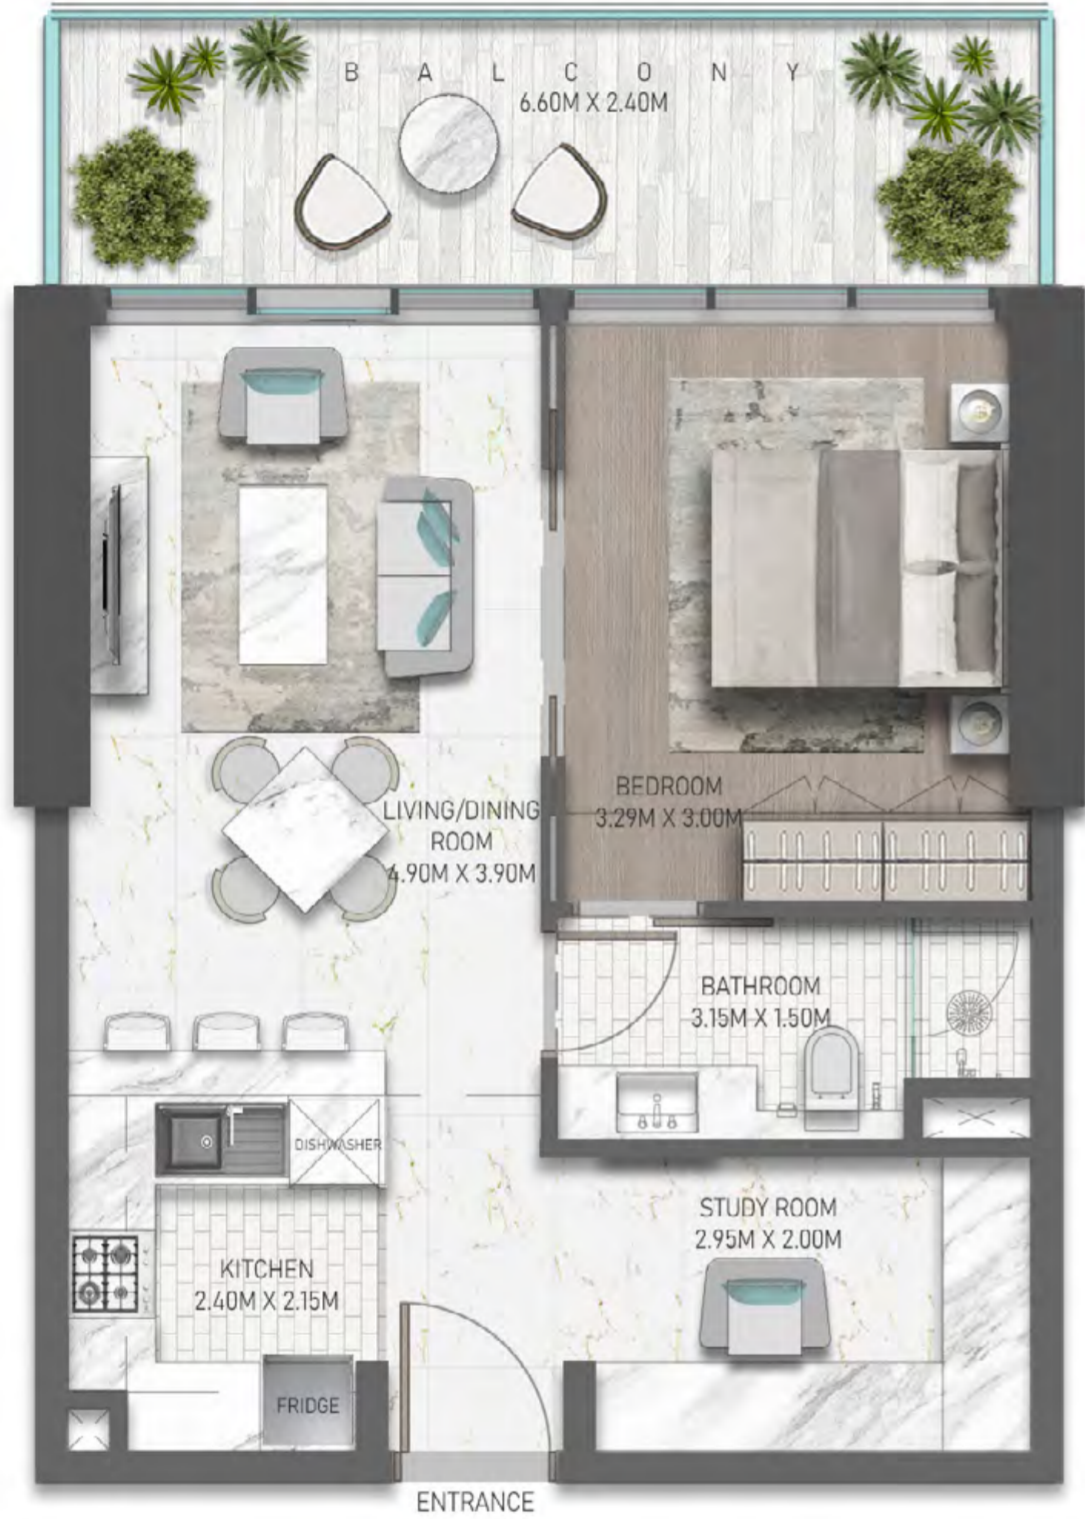 BALCONY
6.60M X 2.40M
LIVING/DINING
ROOM
4.90M X 3.90M
BEDROOM
3.29M X 3.00M
BATHROOM
3.15M X 1.50M
DISHWASHER
STUDY ROOM
2.95M X 2.00M
KITCHEN
2.40M X 2.15M
FRIDGE
ENTRANCE